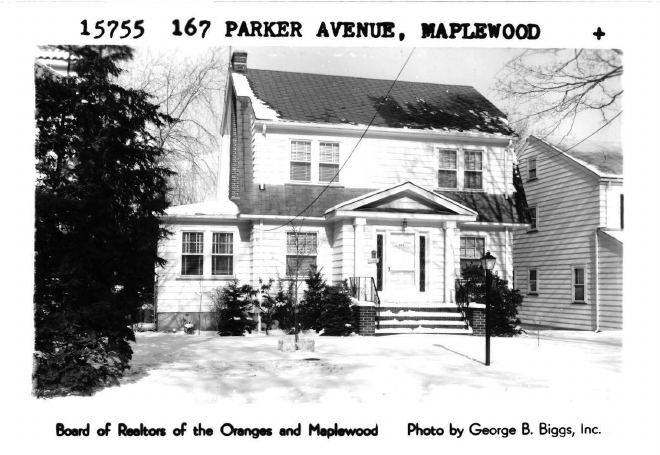 15755 167 PARKER AVENUE, MAPLEWOOD +
Board of Realtors of the Oranges and Maplewood Photo by George B. Biggs, Inc.